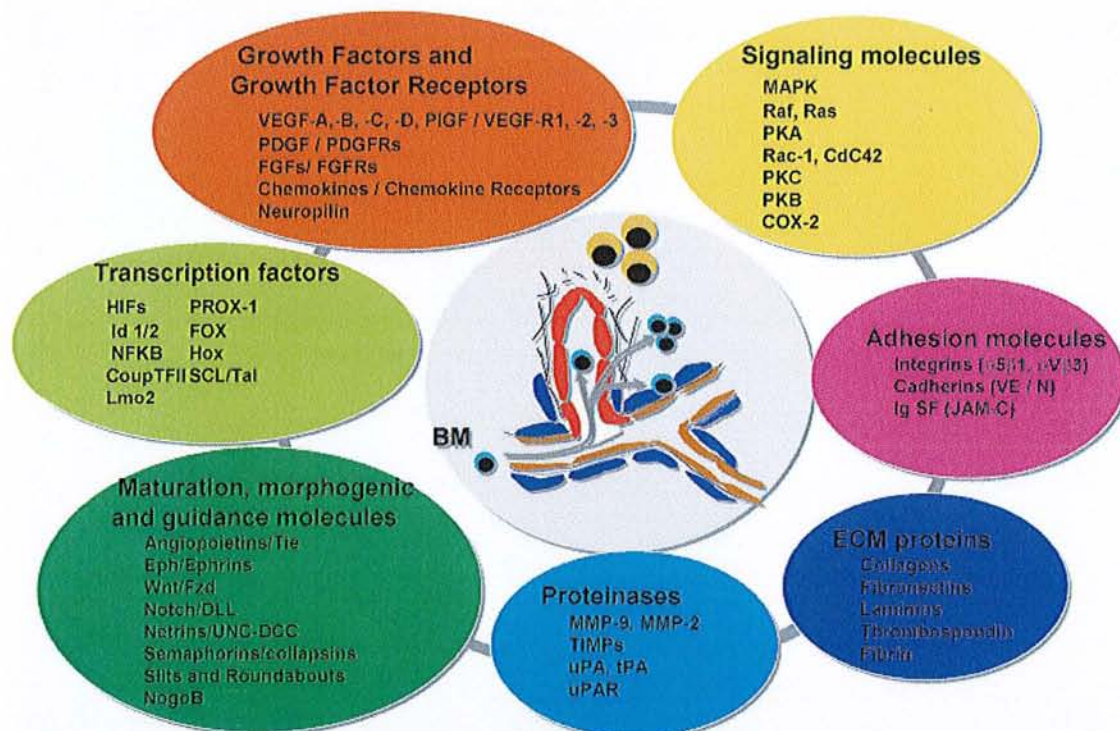 Growth Factors and
Growth Factor Receptors
VEGF-A,-B, -C, -D, PIGF / VEGF-R1, -2, -3
PDGF / PDGFRs
FGFs/ FGFRs
Chemokines / Chemokine Receptors
Neuropilin
Signaling molecules
MAPK
Raf, Ras
PKA
Rac-1, CdC42
PKC
PKB
COX-2
Transcription factors
HIFs PROX-1
Id 1/2 FOX
NFKB Hox
CoupTFII SCL/Tal
Lmo2
Adhesion molecules
Integrins (α5β1, αVβ3)
Cadherins (VE / N)
Ig SF (JAM-C)
BM
Maturation, morphogenic
and guidance molecules
Angiopoietins/Tie
Eph/Ephrins
Wnt/Fzd
Notch/DLL
Netrins/UNC-DCC
Semaphorins/collapsins
Slits and Roundabouts
NogoB
Proteinases
MMP-9, MMP-2
TIMPs
uPA, tPA
uPAR
ECM proteins
Collagens
Fibronectins
Laminins
Thrombospondin
Fibrin